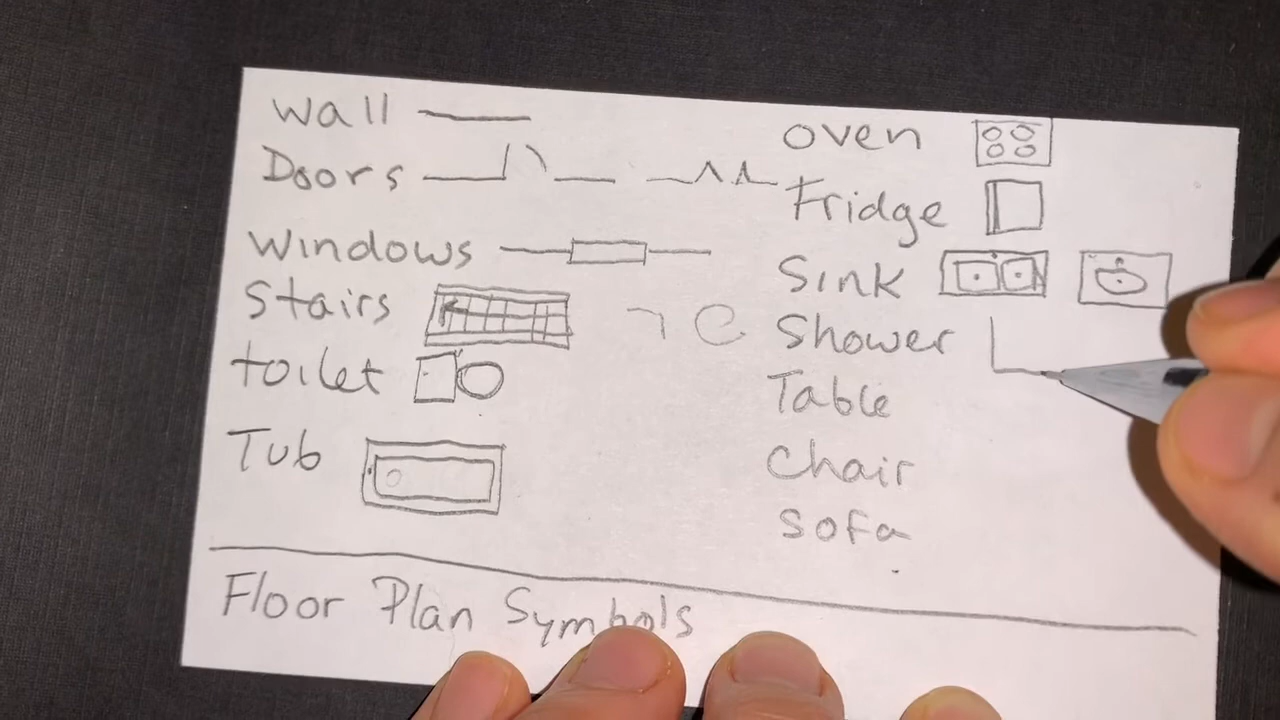 wall
Doors
windows
Stairs
toilet
Tub
oven
Fridge
Sink
Shower
Table
Chair
Sofa
Floor Plan Symbols